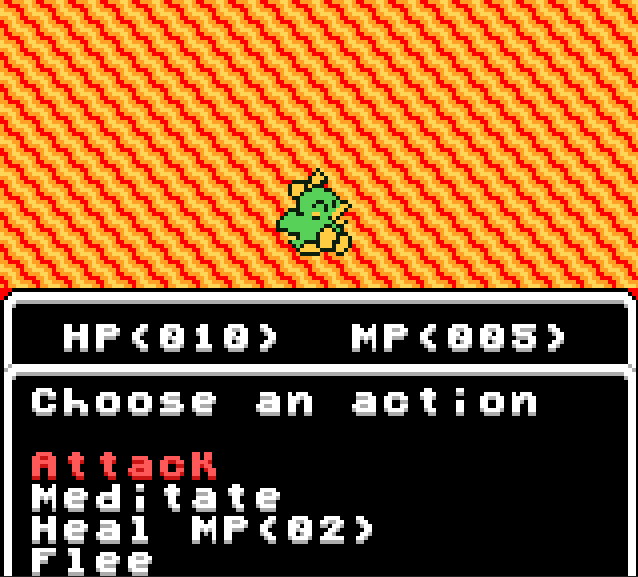 HP(010) MP(005)
Choose an action
Attack
Meditate
Heal MP(02)
Flee